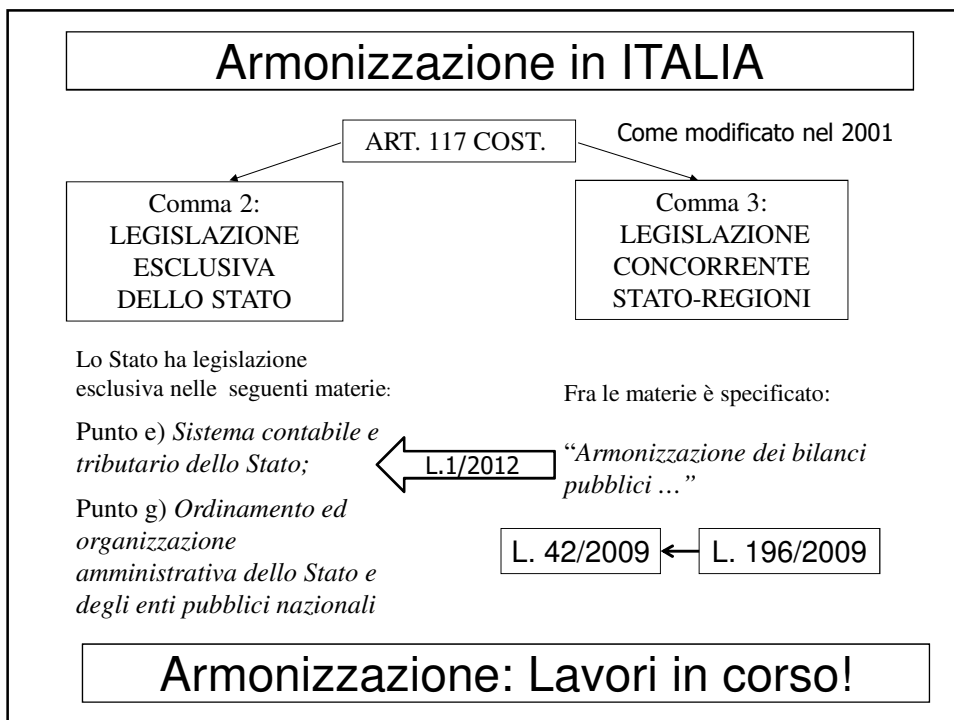 Armonizzazione in ITALIA
ART. 117 COST.
Come modificato nel 2001
Comma 2:
LEGISLAZIONE
ESCLUSIVA
DELLO STATO
Comma 3:
LEGISLAZIONE
CONCORRENTE
STATO-REGIONI
Lo Stato ha legislazione
esclusiva nelle seguenti materie:
Punto e) Sistema contabile e
tributario dello Stato;
Punto g) Ordinamento ed
organizzazione
amministrativa dello Stato e
degli enti pubblici nazionali
L.1/2012
Fra le materie è specificato:
“Armonizzazione dei bilanci
pubblici …”
L. 42/2009
L. 196/2009
Armonizzazione: Lavori in corso!